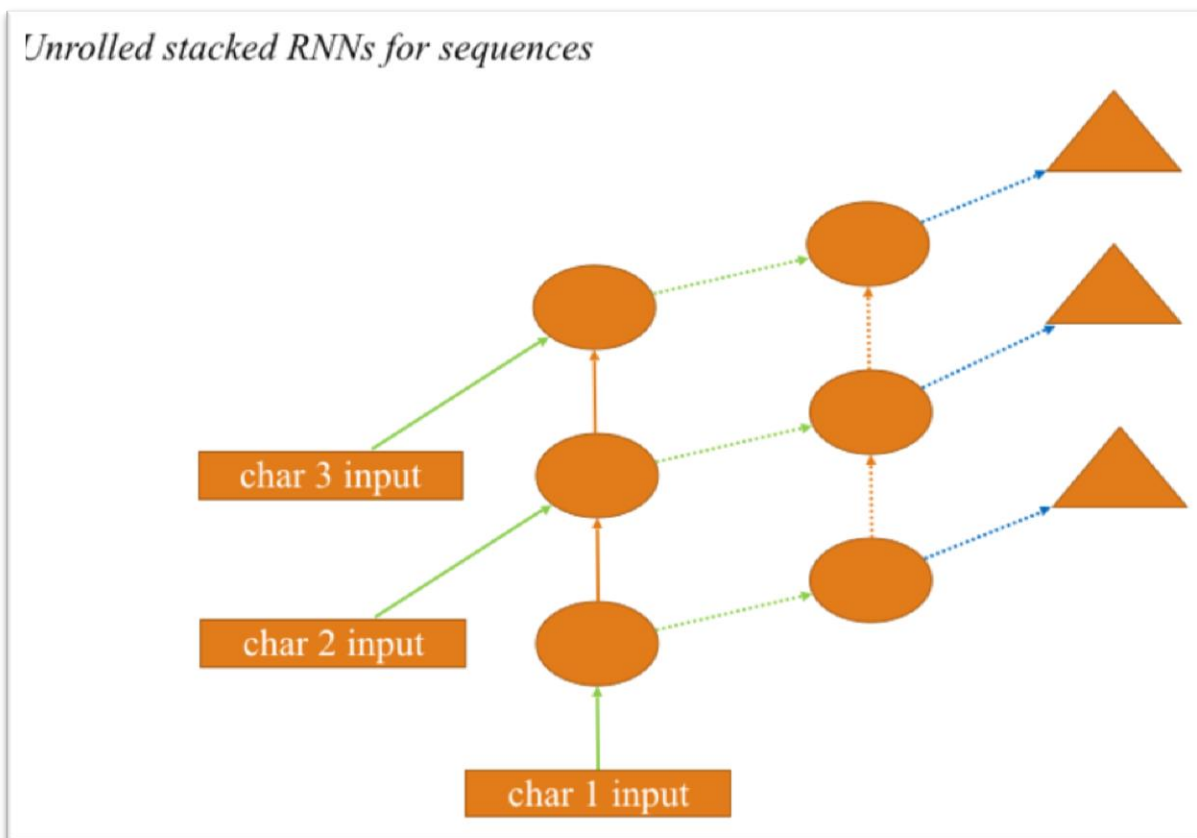 Unrolled stacked RNNs for sequences
char 3 input
char 2 input
char 1 input